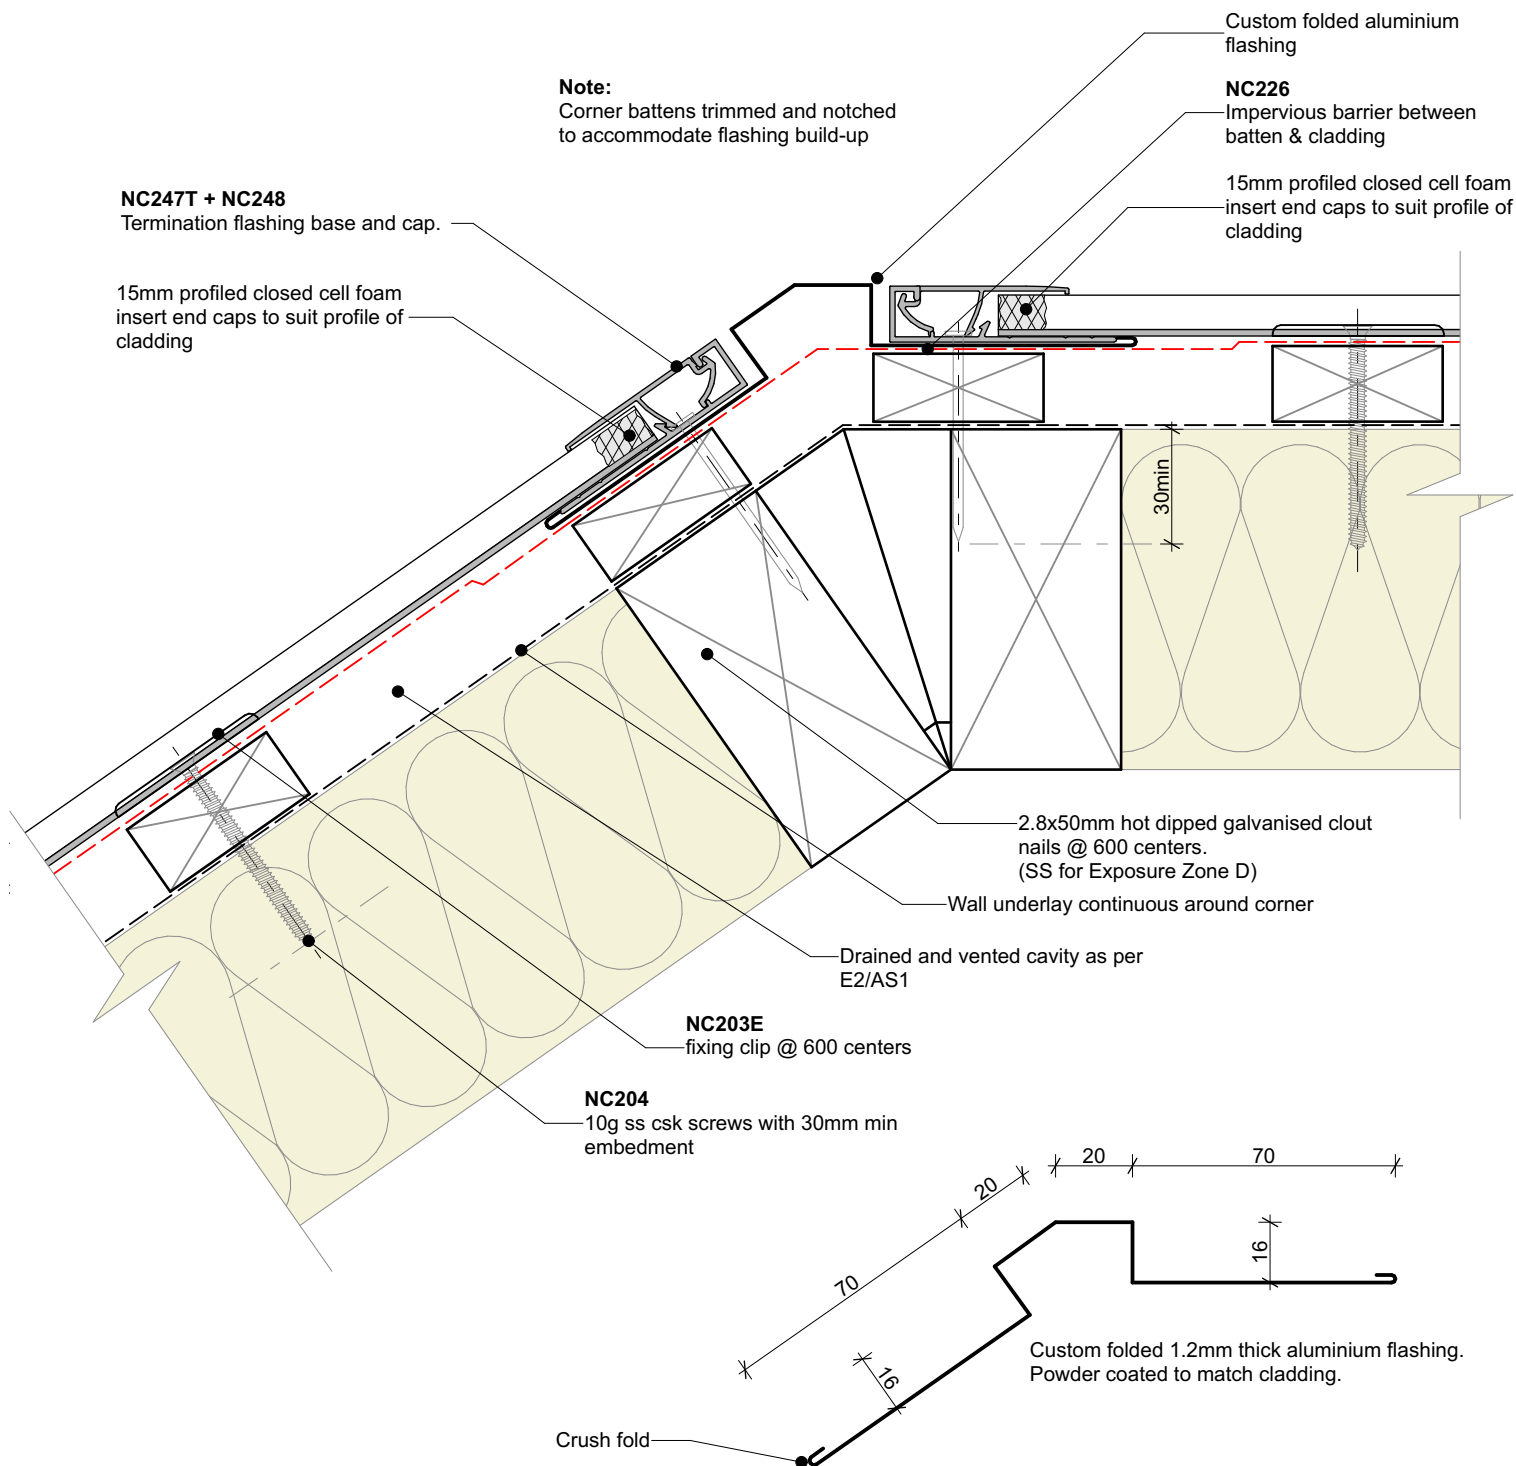 Custom folded aluminium
flashing
Note:
Corner battens trimmed and notched
to accommodate flashing build-up
NC226
Impervious barrier between
batten & cladding
15mm profiled closed cell foam
insert end caps to suit profile of
cladding
NC247T + NC248
Termination flashing base and cap.
15mm profiled closed cell foam
insert end caps to suit profile of
cladding
30min
2.8x50mm hot dipped galvanised clout
nails @ 600 centers.
(SS for Exposure Zone D)
Wall underlay continuous around corner
Drained and vented cavity as per
E2/AS1
NC203E
fixing clip @ 600 centers
NC204
10g ss csk screws with 30mm min
embedment
20
70
20
16
70
16
Custom folded 1.2mm thick aluminium flashing.
Powder coated to match cladding.
Crush fold